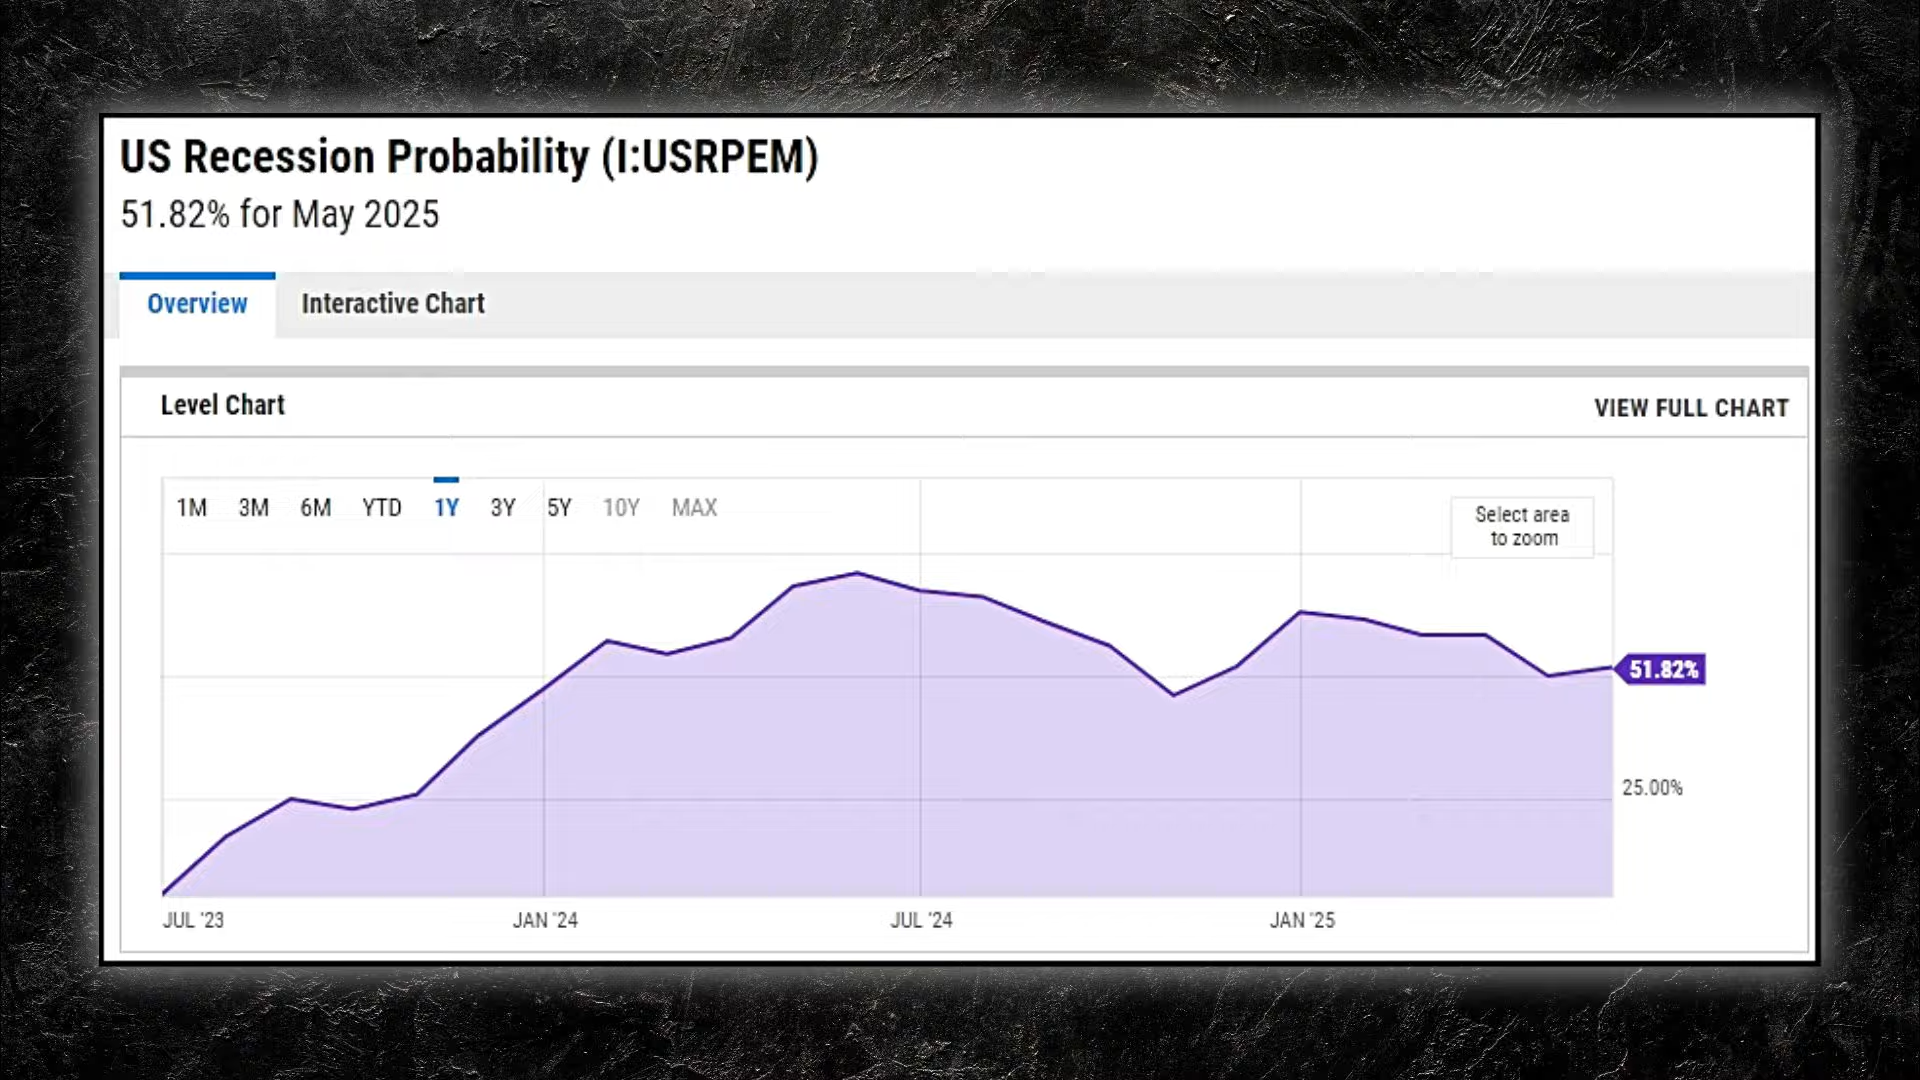 US Recession Probability (I:USRPEM)
51.82% for May 2025
Overview Interactive Chart
Level Chart VIEW FULL CHART
1M 3M 6M YTD 1Y 3Y 5Y 10Y MAX
Select area
to zoom
51.82%
25.00%
JUL '23 JAN '24 JUL '24 JAN '25